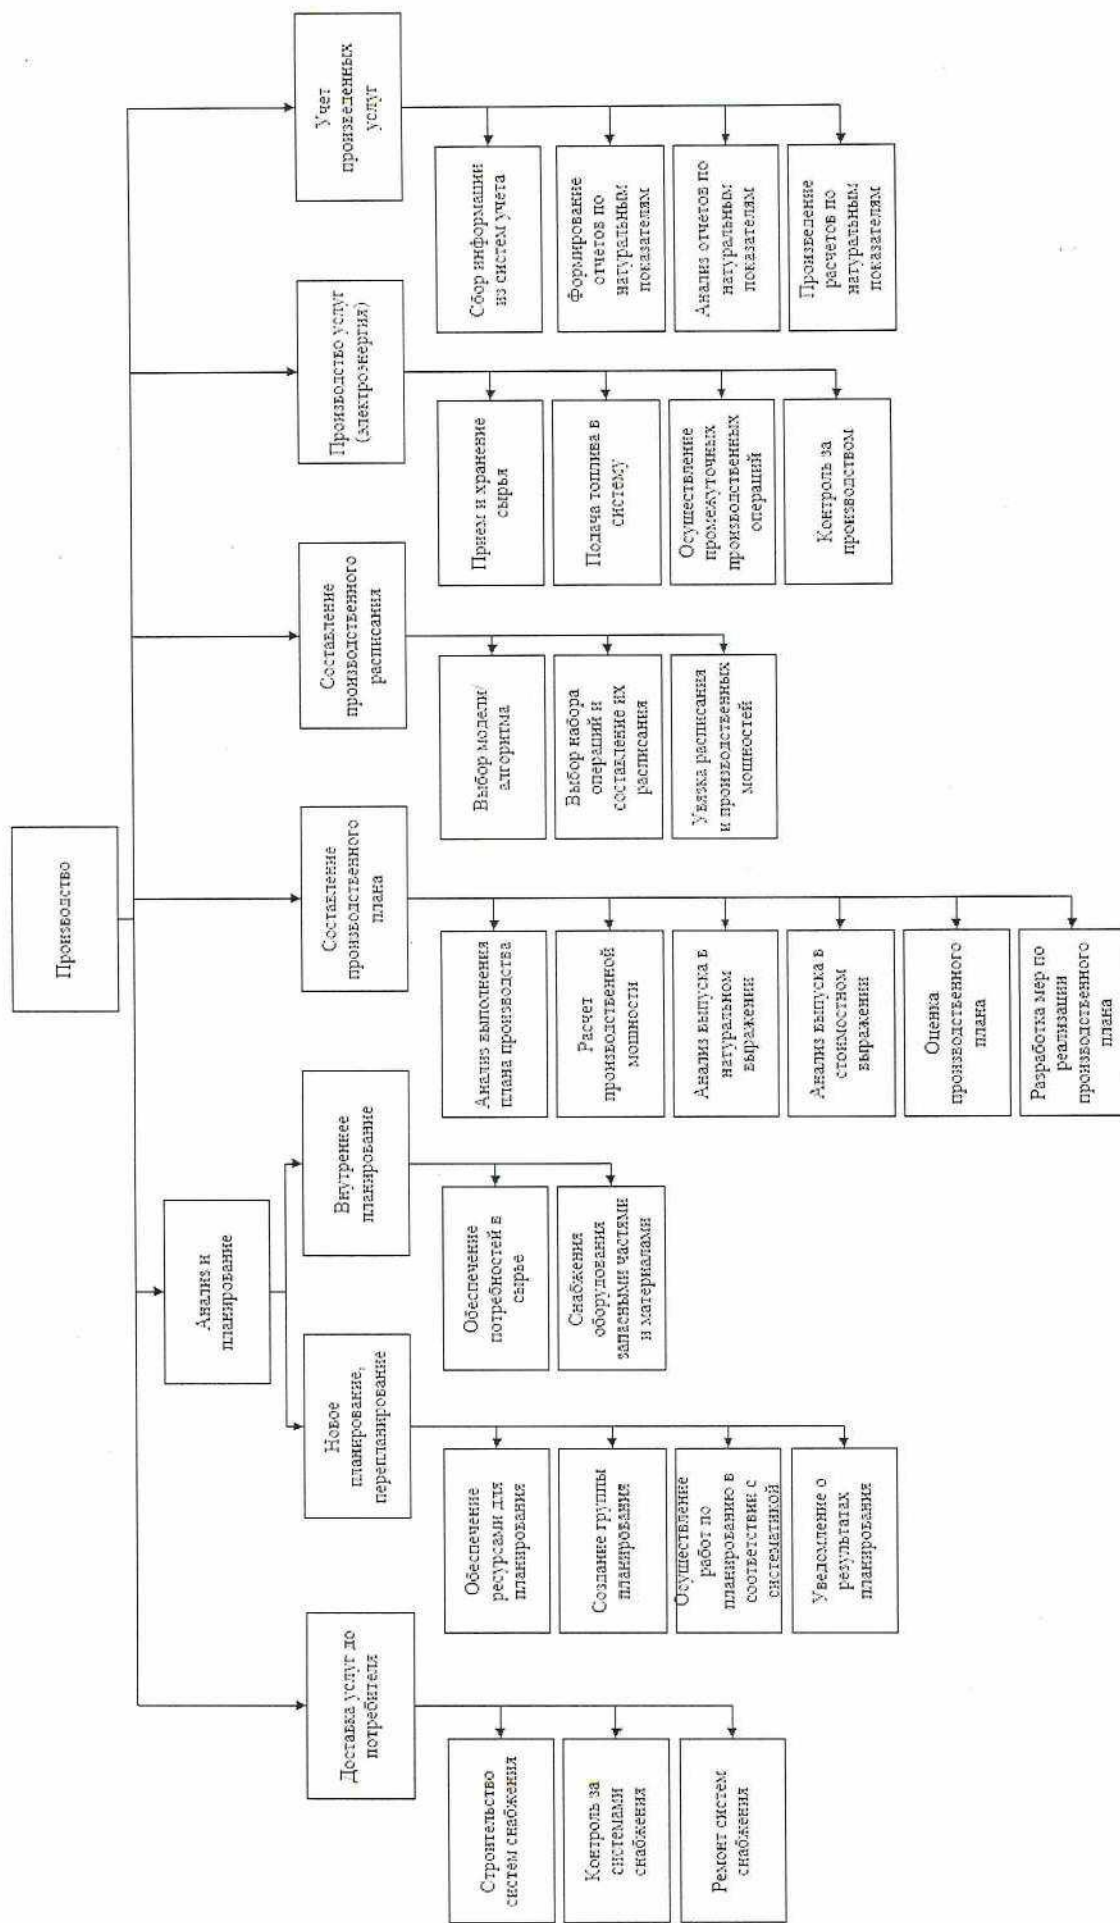 Производство
Анализ и
планирование
Доставка услуг до
потребителя
Новое
планирование,
перепланирование
Внутреннее
планирование
Составление
производственного
плана
Составление
производственного
расписания
Производство услуг
(электроэнергия)
Учет
произведенных
услуг
Строительство
систем снабжения
Контроль за
системами
снабжения
Ремонт систем
снабжения
Обеспечение
ресурсами для
планирования
Создание группы
планирования
Осуществление
работ по
планированию в
соответствии с
систематикой
Уведомление о
результатах
планирования
Обеспечение
потребностей в
сырье
Снабжения
оборудования
запасными частями
и материалами
Анализ выполнения
плана производства
Расчет
производственной
мощности
Анализ выпуска в
натуральном
выражении
Анализ выпуска в
стоимостном
выражении
Оценка
производственного
плана
Разработка мер по
реализации
производственного
плана
Выбор модели/
алгоритма
Выбор набора
операций и
составление их
расписания
Увязка расписания
и производственных
мощностей
Прием и хранение
сырья
Подача топлива в
систему
Осуществление
промежуточных
производственных
операций
Контроль за
производством
Сбор информации
из систем учета
Формирование
отчетов по
натуральным
показателям
Анализ отчетов по
натуральным
показателям
Произведение
расчетов по
натуральным
показателям